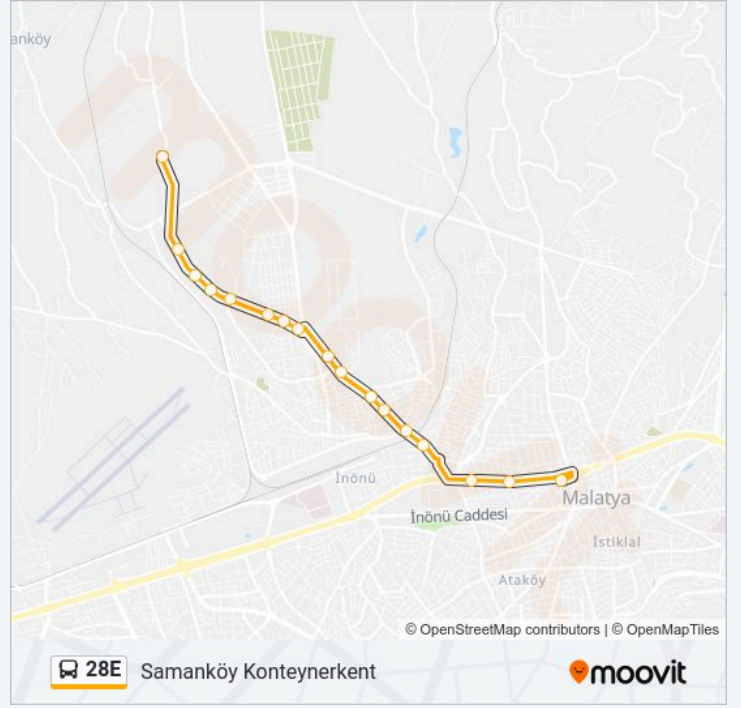 anköy
İnönü
Malatya
İnönü Caddesi
İstiklal
Ataköy
© OpenStreetMap contributors | © OpenMapTiles
28E Samanköy Konteynerkent
moovit